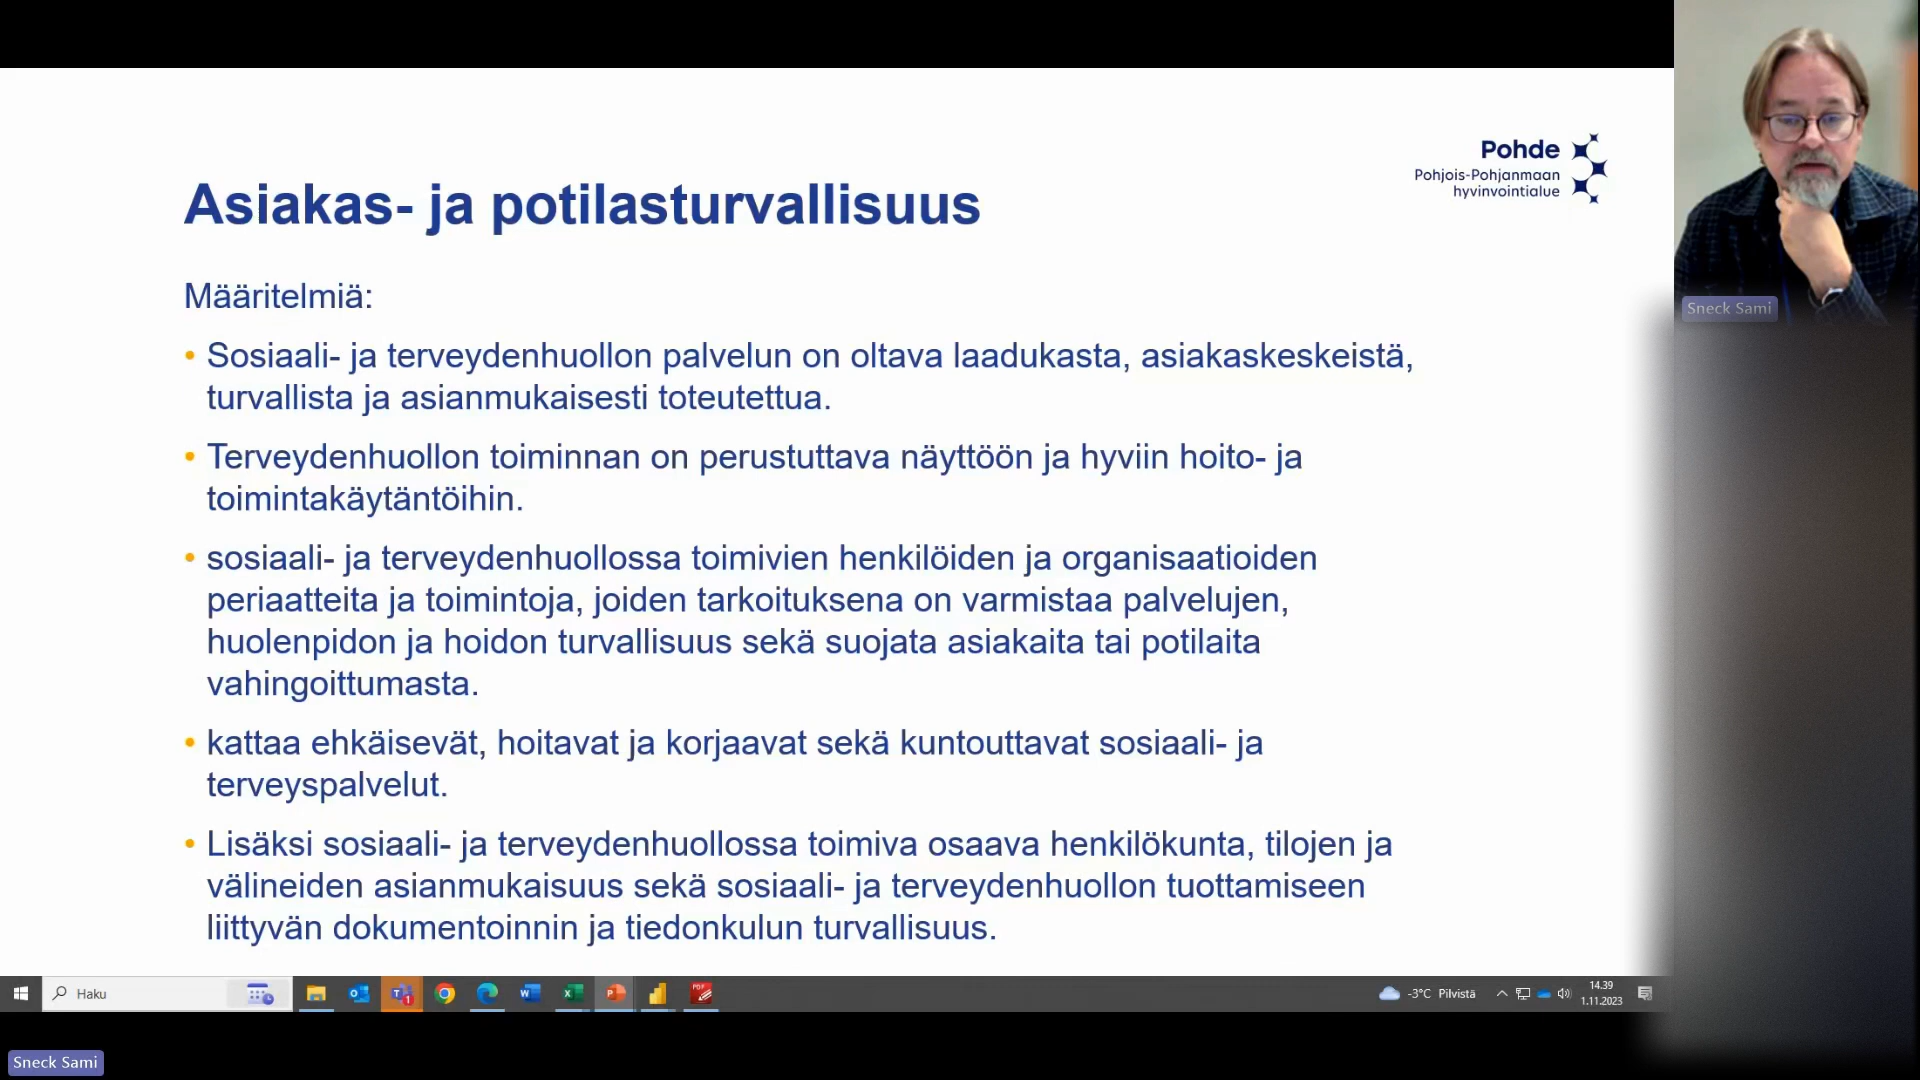 Asiakas- ja potilasturvallisuus
Pohde
Pohjois-Pohjanmaan
hyvinvointialue
Määritelmiä:
• Sosiaali- ja terveydenhuollon palvelun on oltava laadukasta, asiakaskeskeistä,
turvallista ja asianmukaisesti toteutettua.
• Terveydenhuollon toiminnan on perustuttava näyttöön ja hyviin hoito- ja
toimintakäytäntöihin.
• sosiaali- ja terveydenhuollossa toimivien henkilöiden ja organisaatioiden
periaatteita ja toimintoja, joiden tarkoituksena on varmistaa palvelujen,
huolenpidon ja hoidon turvallisuus sekä suojata asiakaita tai potilaita
vahingoittumasta.
• kattaa ehkäisevät, hoitavat ja korjaavat sekä kuntouttavat sosiaali- ja
terveyspalvelut.
• Lisäksi sosiaali- ja terveydenhuollossa toimiva osaava henkilökunta, tilojen ja
välineiden asianmukaisuus sekä sosiaali- ja terveydenhuollon tuottamiseen
liittyvän dokumentoinnin ja tiedonkulun turvallisuus.
Sneck Sami
Haku
-3°C Pilvistä
14.39
1.11.2023
Sneck Sami